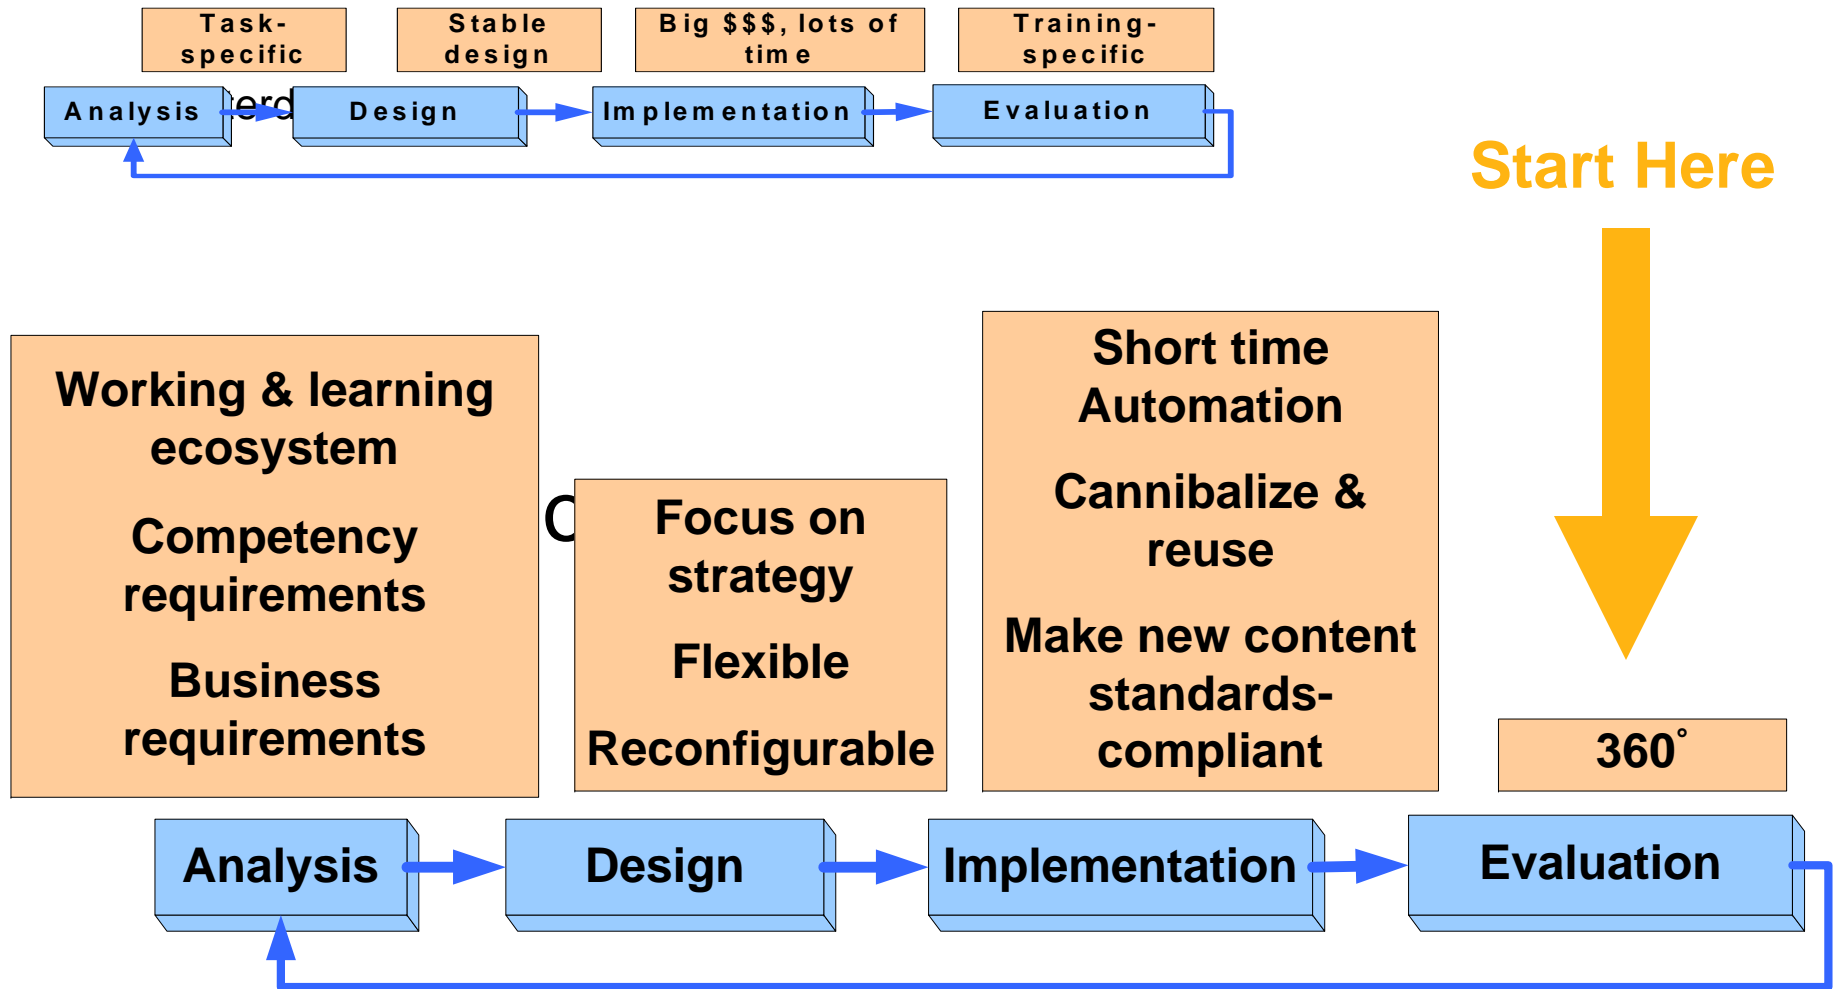 Task-
specific
Stable
design
Big $$$, lots of
time
Training-
specific
Analysis
Design
Implementation
Evaluation
Start Here
Working & learning
ecosystem
Competency
requirements
Business
requirements
Focus on
strategy
Flexible
Reconfigurable
Short time
Automation
Cannibalize &
reuse
Make new content
standards-
compliant
360°
Analysis
Design
Implementation
Evaluation